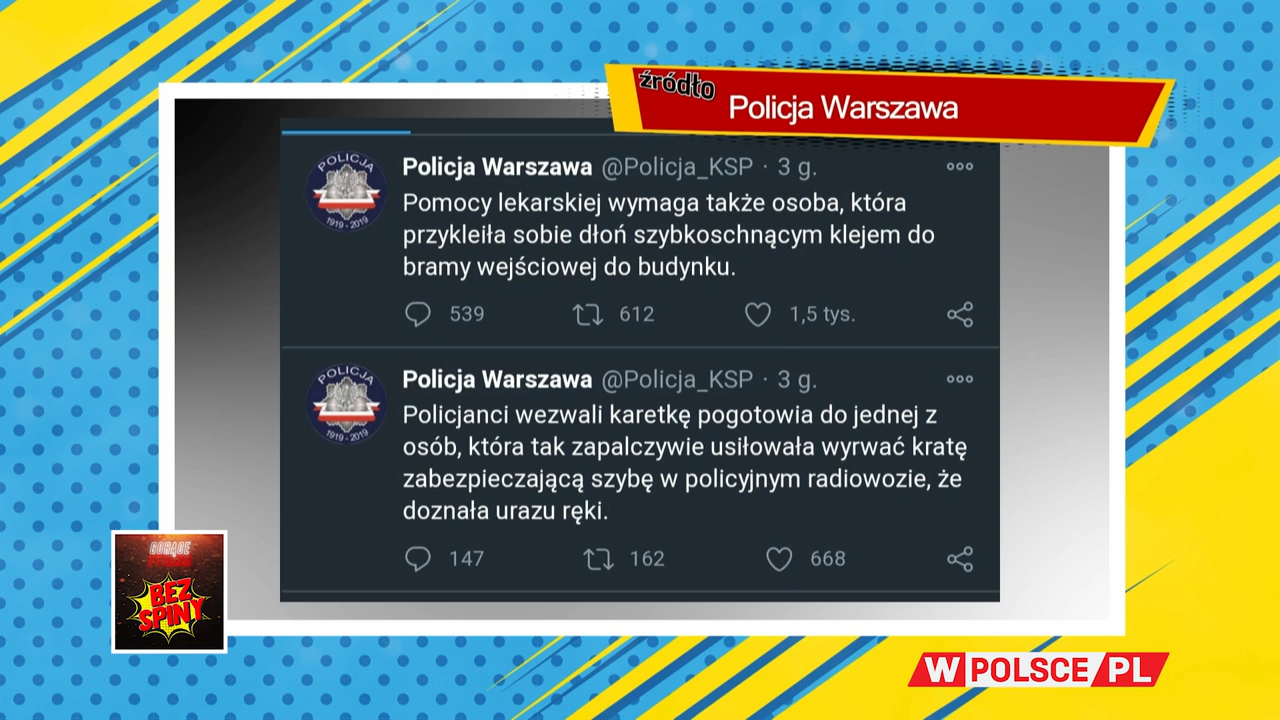 źródło
Policja Warszawa
POLICJA
1919 - 2019
Policja Warszawa @Policja_KSP · 3 g.
Pomocy lekarskiej wymaga także osoba, która
przykleiła sobie dłoń szybkoschnącym klejem do
bramy wejściowej do budynku.
539 612 1,5 tys.
POLICJA
1919 - 2019
Policja Warszawa @Policja_KSP · 3 g.
Policjanci wezwali karetkę pogotowia do jednej z
osób, która tak zapalczywie usiłowała wyrwać kratę
zabezpieczającą szybę w policyjnym radiowozie, że
doznała urazu ręki.
147 162 668
GORĄCE
BEZ
SPINY
WPOLSCE/PL